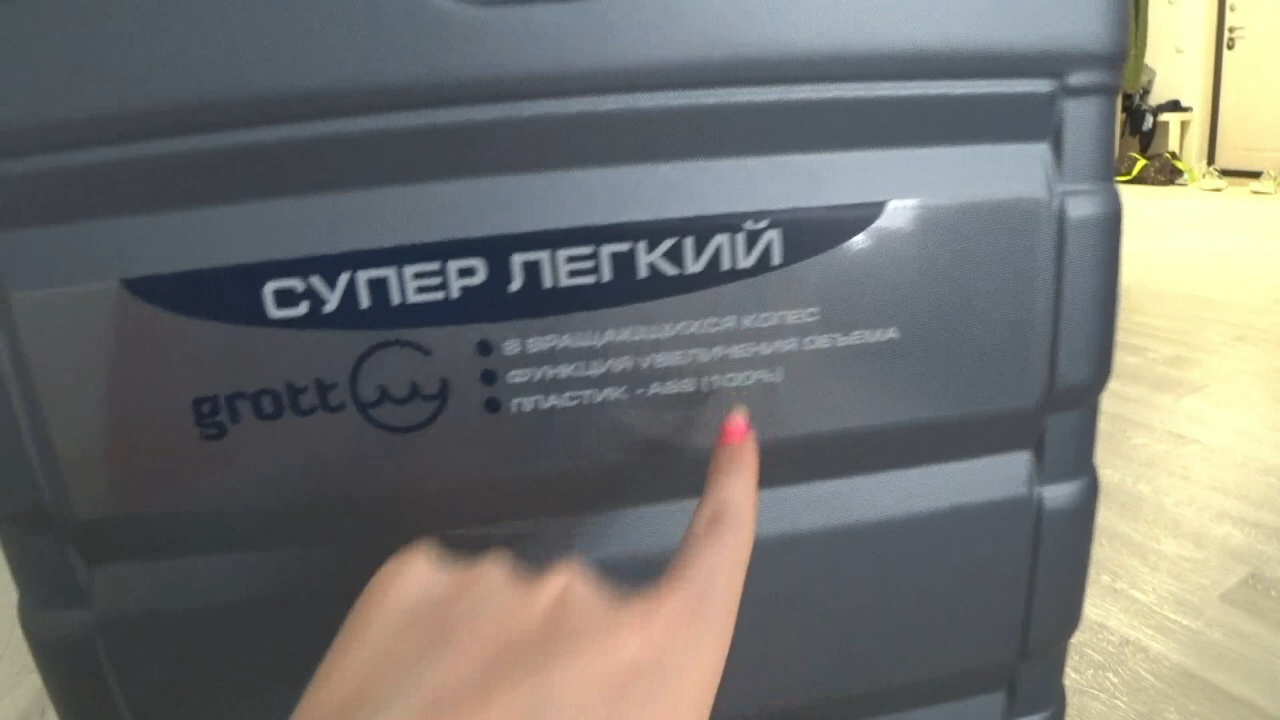 СУПЕР ЛЕГКИЙ
grott
8 ВРАЩАЮЩИХСЯ КОЛЕС
ФУНКЦИЯ УВЕЛИЧЕНИЯ ОБЪЕМА
ПЛАСТИК - ABS (100%)